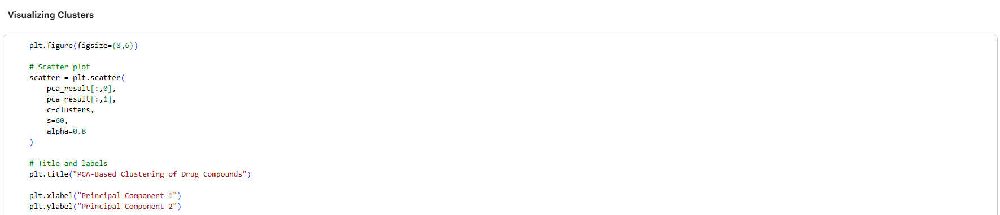 Visualizing Clusters
plt.figure(figsize=(8,6))
# Scatter plot
scatter = plt.scatter(
    pca_result[:,0],
    pca_result[:,1],
    c=clusters,
    s=60,
    alpha=0.8
)
# Title and labels
plt.title("PCA-Based Clustering of Drug Compounds")
plt.xlabel("Principal Component 1")
plt.ylabel("Principal Component 2")